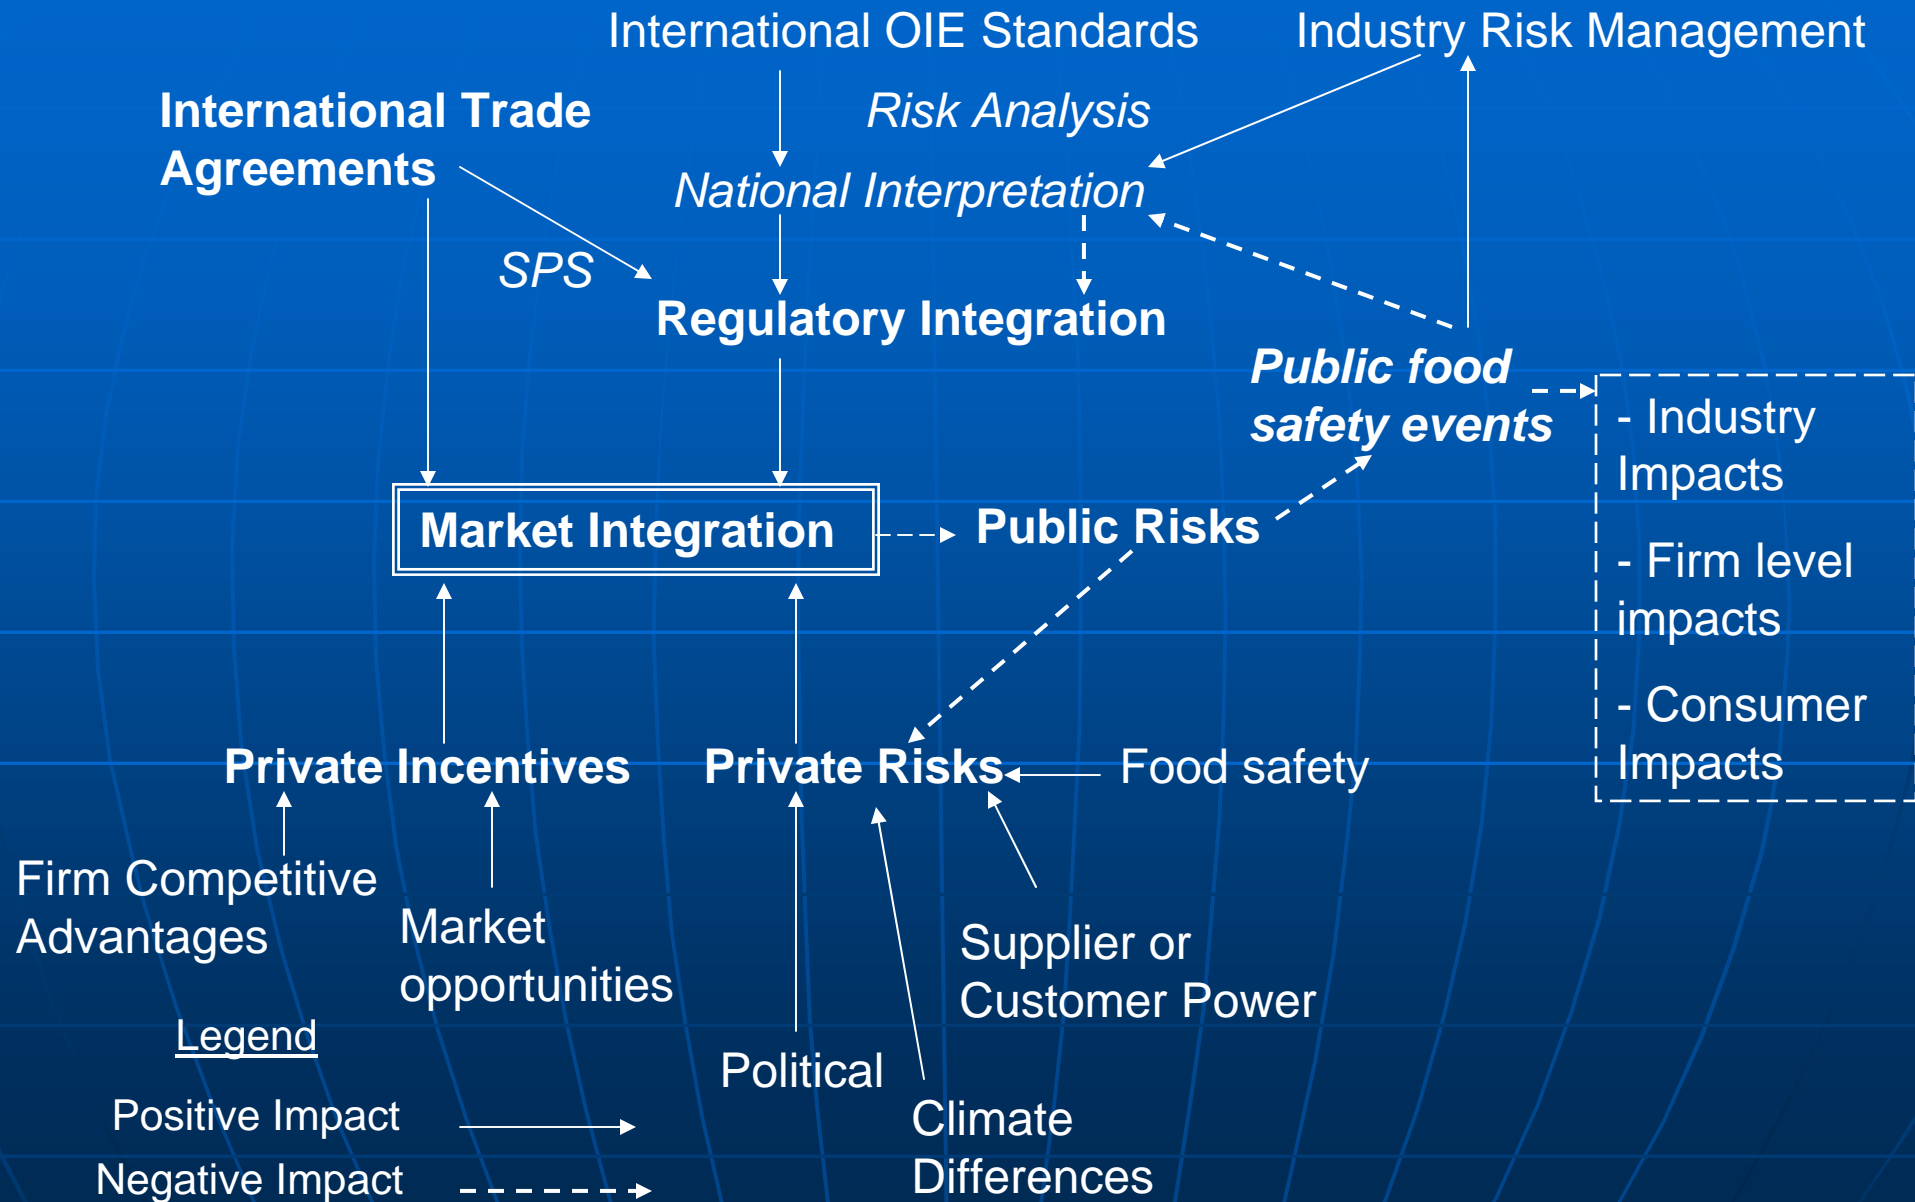 International OIE Standards
Industry Risk Management
International Trade
Agreements
Risk Analysis
National Interpretation
SPS
Regulatory Integration
Public food
safety events
- Industry
Impacts
- Firm level
impacts
- Consumer
Impacts
Market Integration
Public Risks
Private Incentives
Private Risks
Food safety
Firm Competitive
Advantages
Market
opportunities
Supplier or
Customer Power
Political
Climate
Differences
Legend
Positive Impact
Negative Impact